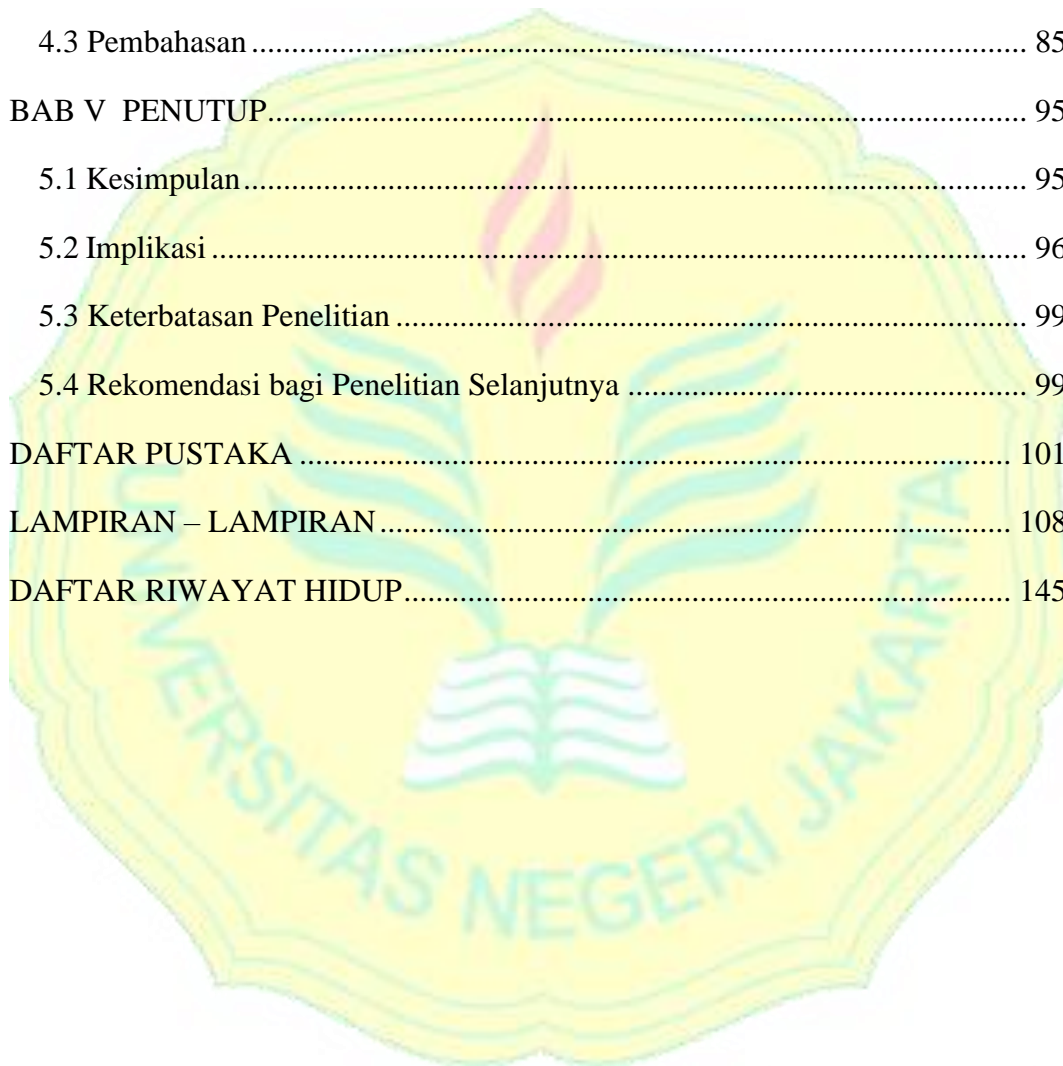 4.3 Pembahasan ........................................................................................ 85
BAB V  PENUTUP...................................................................................... 95
5.1 Kesimpulan......................................................................................... 95
5.2 Implikasi ............................................................................................ 96
5.3 Keterbatasan Penelitian ....................................................................... 99
5.4 Rekomendasi bagi Penelitian Selanjutnya ............................................. 99
DAFTAR PUSTAKA ................................................................................. 101
LAMPIRAN – LAMPIRAN........................................................................ 108
DAFTAR RIWAYAT HIDUP..................................................................... 145
UNIVERSITAS NEGERI JAKARTA